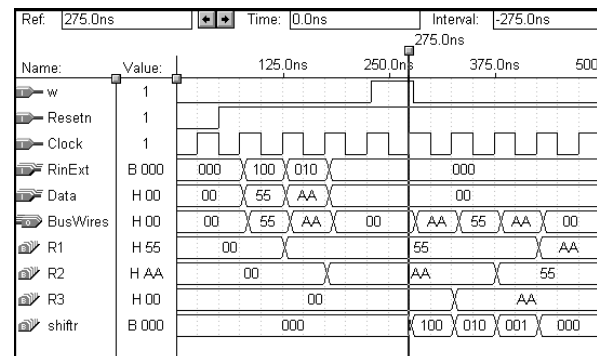 Ref: 275.0ns Time: 0.0ns Interval: -275.0ns
275.0ns
125.0ns 250.0ns 375.0ns 500
Name: Value:
w 1
Resetn 1
Clock 1
RinExt B 000 000 100 010 000
Data H 00 00 55 AA 00
BusWires H 00 00 55 AA 00 AA 55 AA 00
R1 H 55 00 55 AA
R2 H AA 00 AA 55
R3 H 00 00 AA
shiftr B 000 000 100 010 001 000